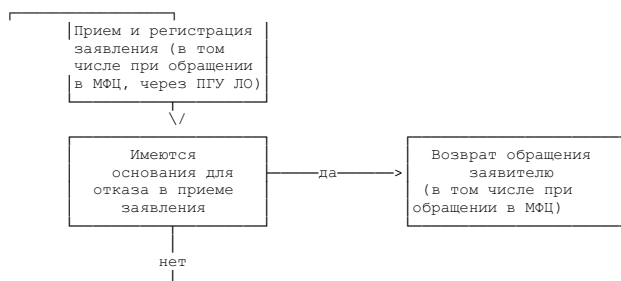 Прием и регистрация
заявления (в том
числе при обращении
в МФЦ, через ПГУ ЛО)
\/
Имеются
основания для
отказа в приеме
заявления
да
>
Возврат обращения
заявителю
(в том числе при
обращении в МФЦ)
нет